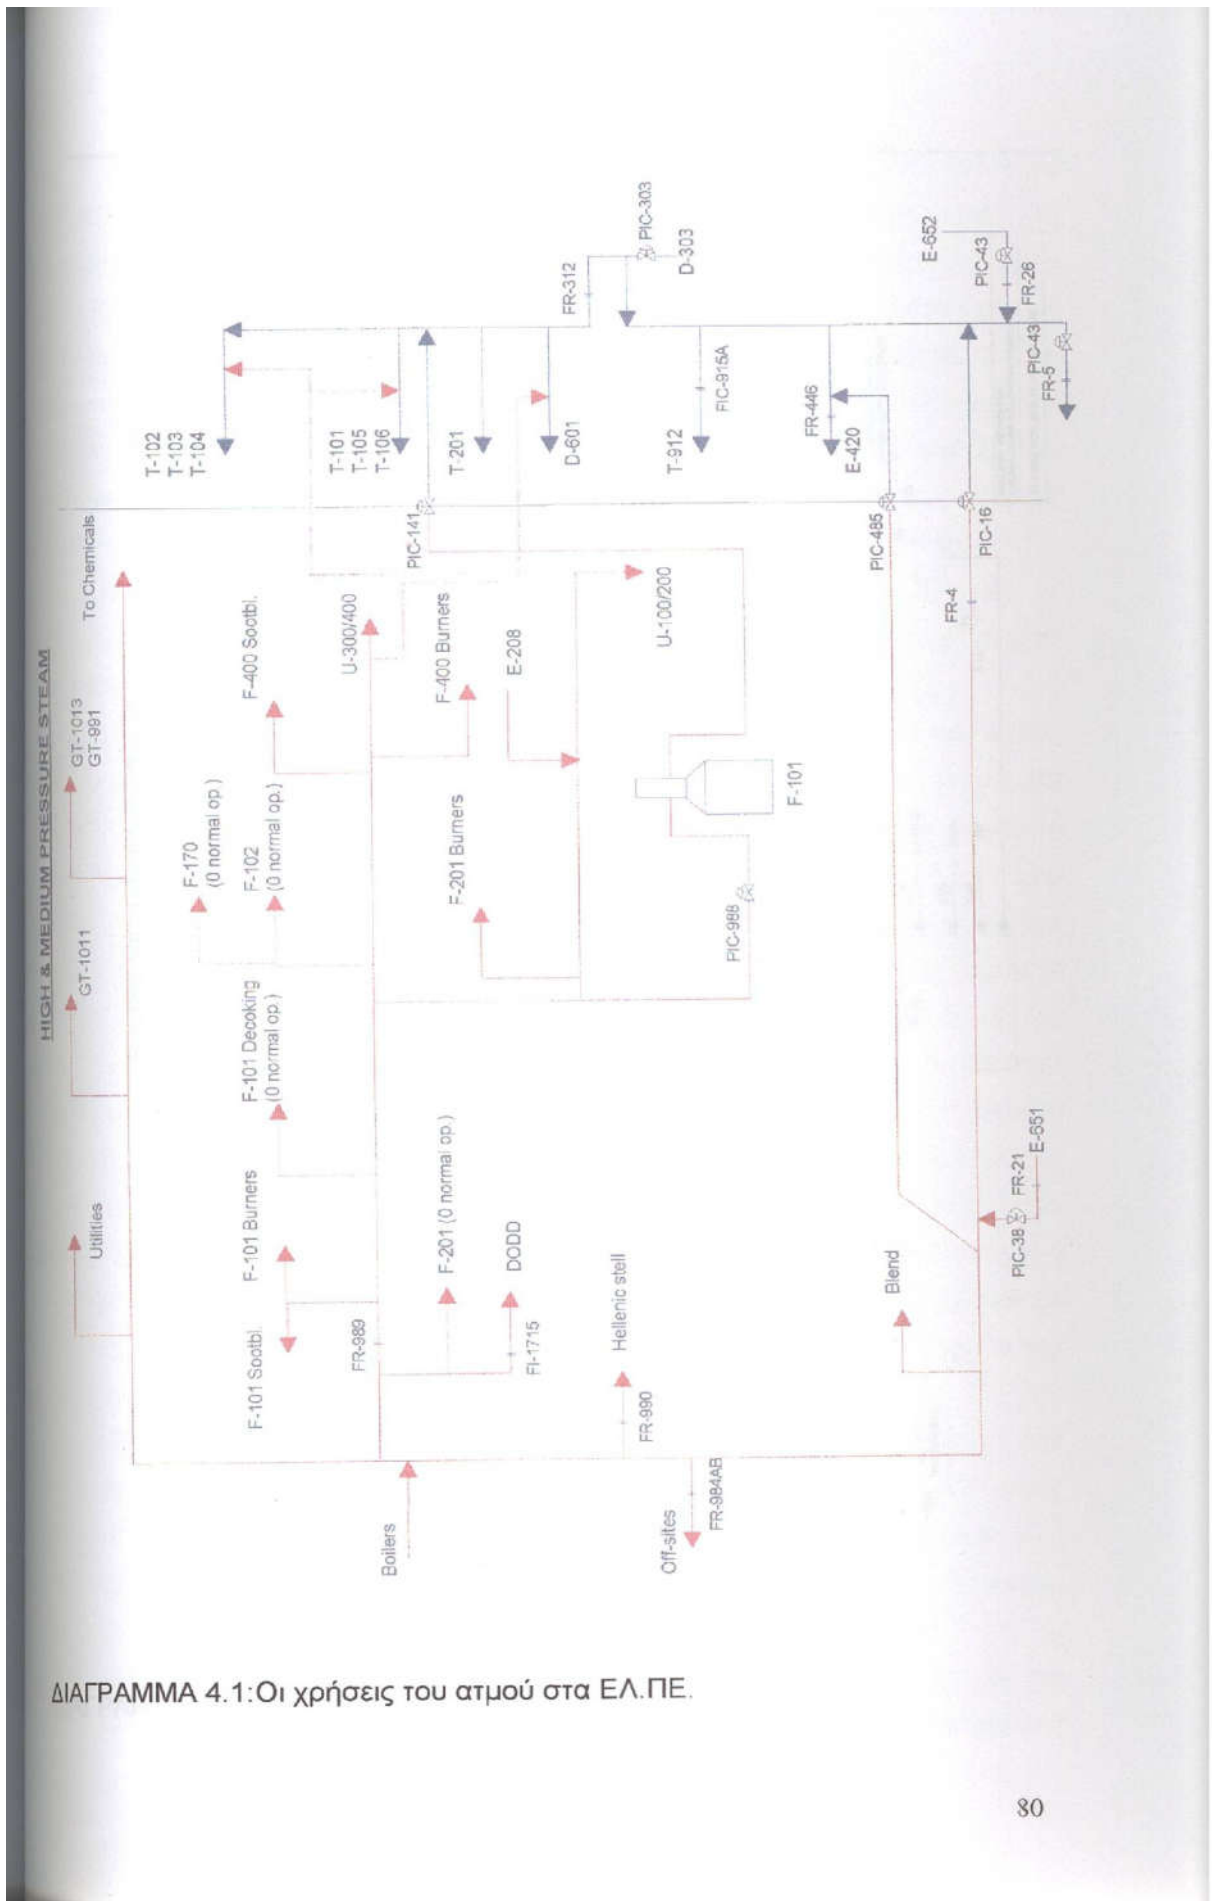 HIGH & MEDIUM PRESSURE STEAM
Utilities
GT-1011
GT-1013
GT-991
To Chemicals
F-170
(0 normal op.)
F-101 Sootbl.
F-101 Burners
F-101 Decoking
(0 normal op.)
F-102
(0 normal op.)
F-400 Sootbl.
U-300/400
T-102
T-103
T-104
T-101
T-105
T-106
T-201
D-601
FR-312
PIC-303
D-303
FR-989
F-201 (0 normal op.)
DODD
FI-1715
F-400 Burners
E-208
F-201 Burners
U-100/200
PIC-141
Boilers
Hellenic stell
FR-990
Off-sites
FR-984AB
PIC-988
F-101
T-912
FIC-915A
FR-446
E-420
PIC-485
E-652
PIC-43
FR-26
PIC-43
FR-5
Blend
FR-4
PIC-16
PIC-38
FR-21
E-651
ΔΙΑΓΡΑΜΜΑ 4.1:Οι χρήσεις του ατμού στα ΕΛ.ΠΕ.
80